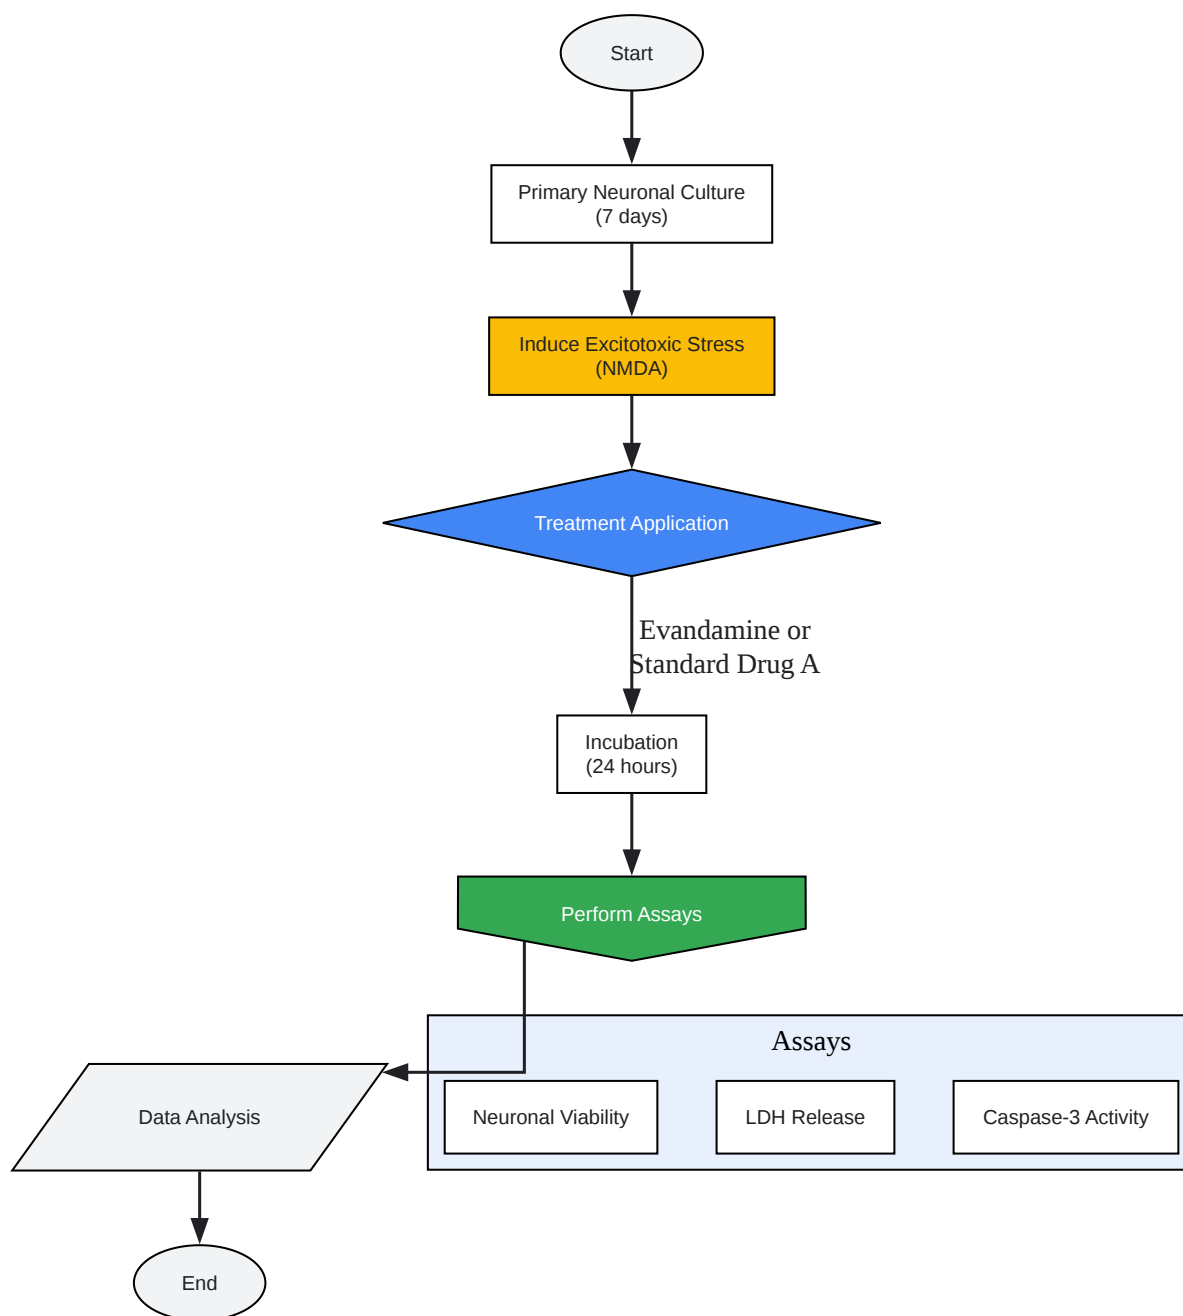 Start
Primary Neuronal Culture
(7 days)
Induce Excitotoxic Stress
(NMDA)
Treatment Application
Evandamine or
Standard Drug A
Incubation
(24 hours)
Perform Assays
Assays
Data Analysis
Neuronal Viability
LDH Release
Caspase-3 Activity
End